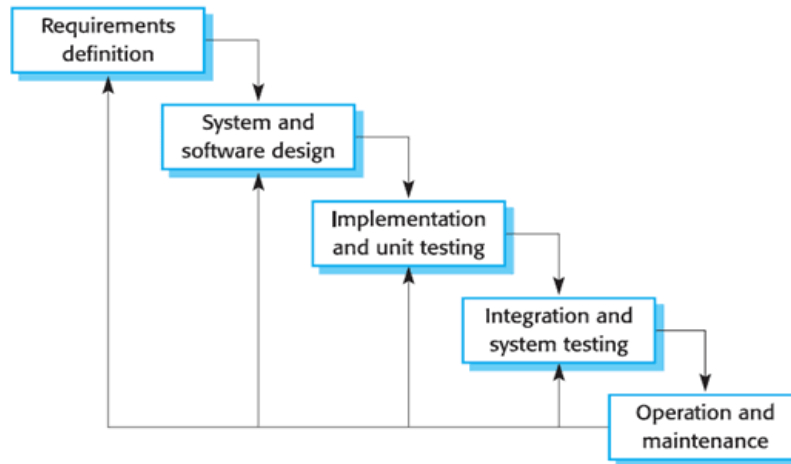 Requirements
definition
System and
software design
Implementation
and unit testing
Integration and
system testing
Operation and
maintenance